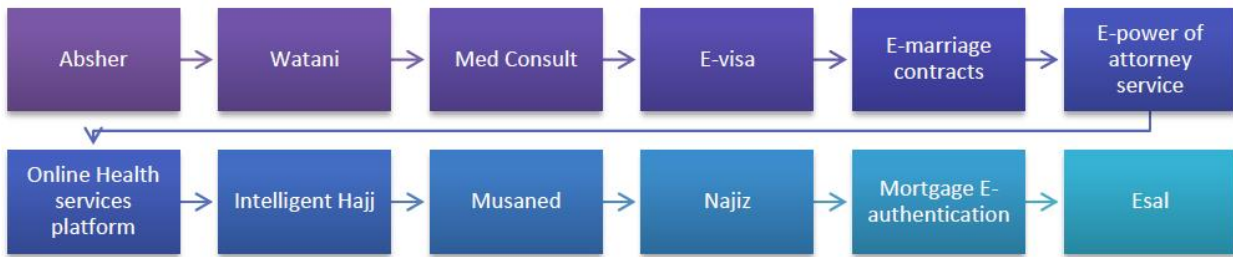 Absher
Watani
Med Consult
E-visa
E-marriage
contracts
E-power of
attorney
service
Online Health
services
platform
Intelligent Hajj
Musaned
Najiz
Mortgage E-
authentication
Esal